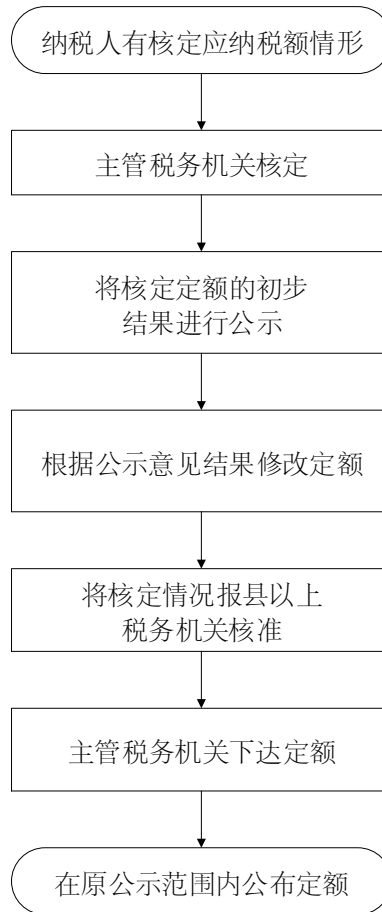 纳税人有核定应纳税额情形
主管税务机关核定
将核定定额的初步
结果进行公示
根据公示意见结果修改定额
将核定情况报县以上
税务机关核准
主管税务机关下达定额
在原公示范围内公布定额